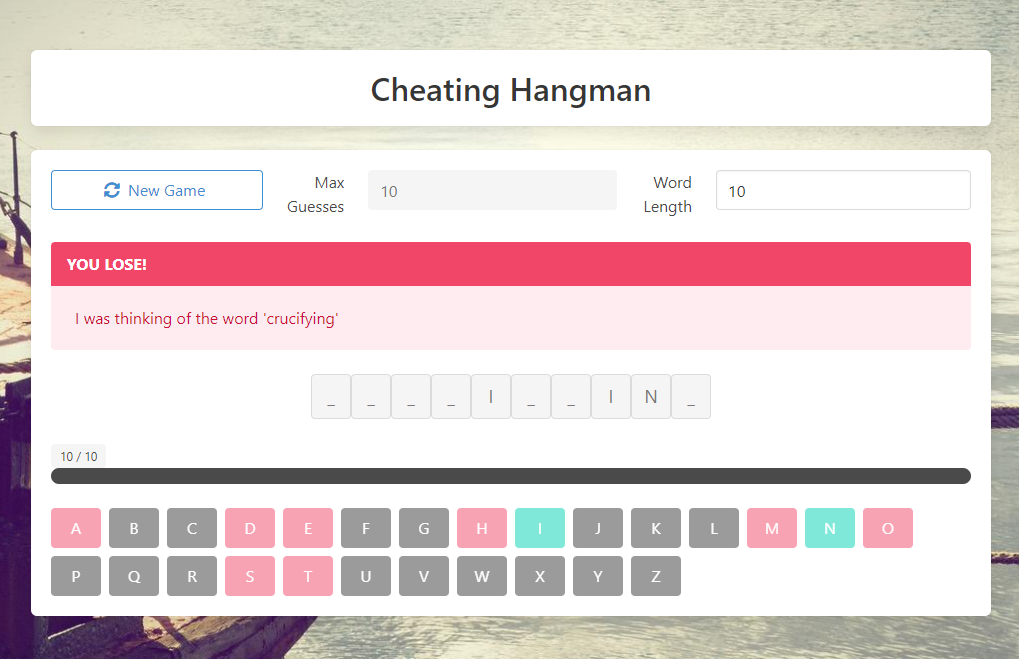 Cheating Hangman
New Game
Max
Guesses
10
Word
Length
10
YOU LOSE!
I was thinking of the word 'crucifying'
_ _ _ _ I _ _ I N _
10 / 10
A B C D E F G H I J K L M N O
P Q R S T U V W X Y Z